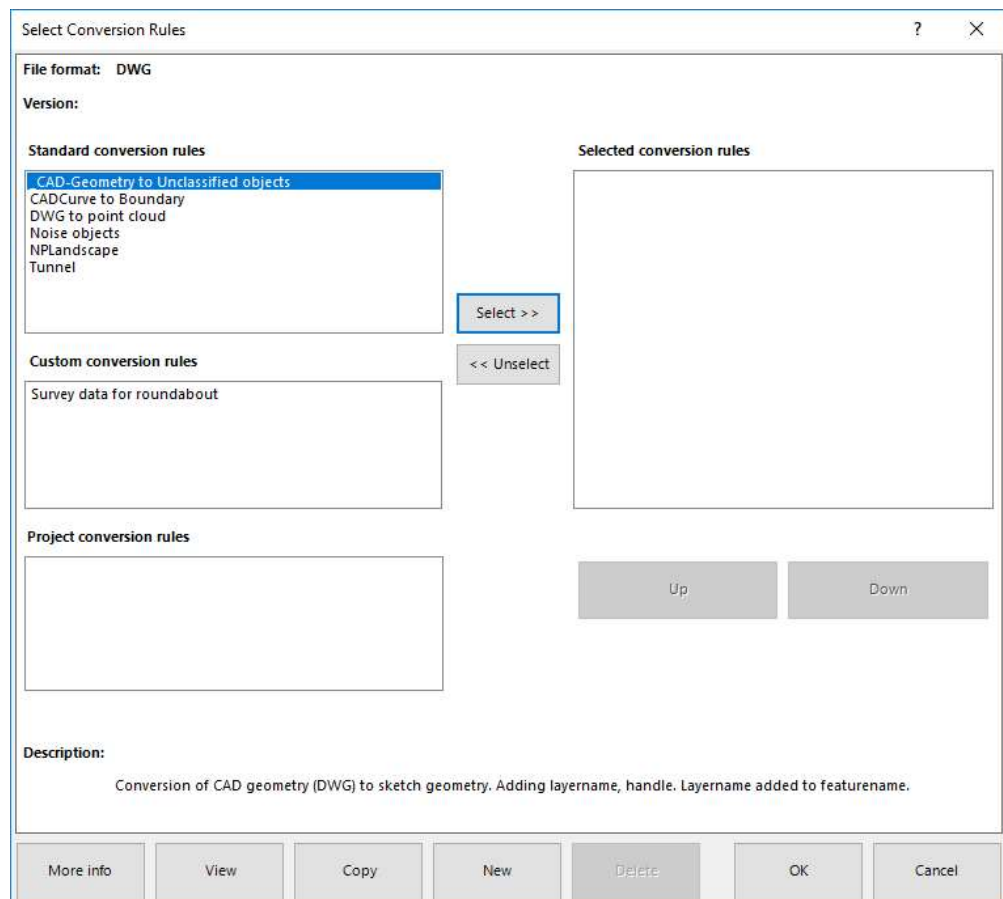 Select Conversion Rules
?
File format: DWG
Version:
Standard conversion rules
_CAD-Geometry to Unclassified objects
CADCurve to Boundary
DWG to point cloud
Noise objects
NPLandscape
Tunnel
Select >>
<< Unselect
Selected conversion rules
Custom conversion rules
Survey data for roundabout
Project conversion rules
Up
Down
Description:
Conversion of CAD geometry (DWG) to sketch geometry. Adding layername, handle. Layername added to featurename.
More info
View
Copy
New
Delete
OK
Cancel